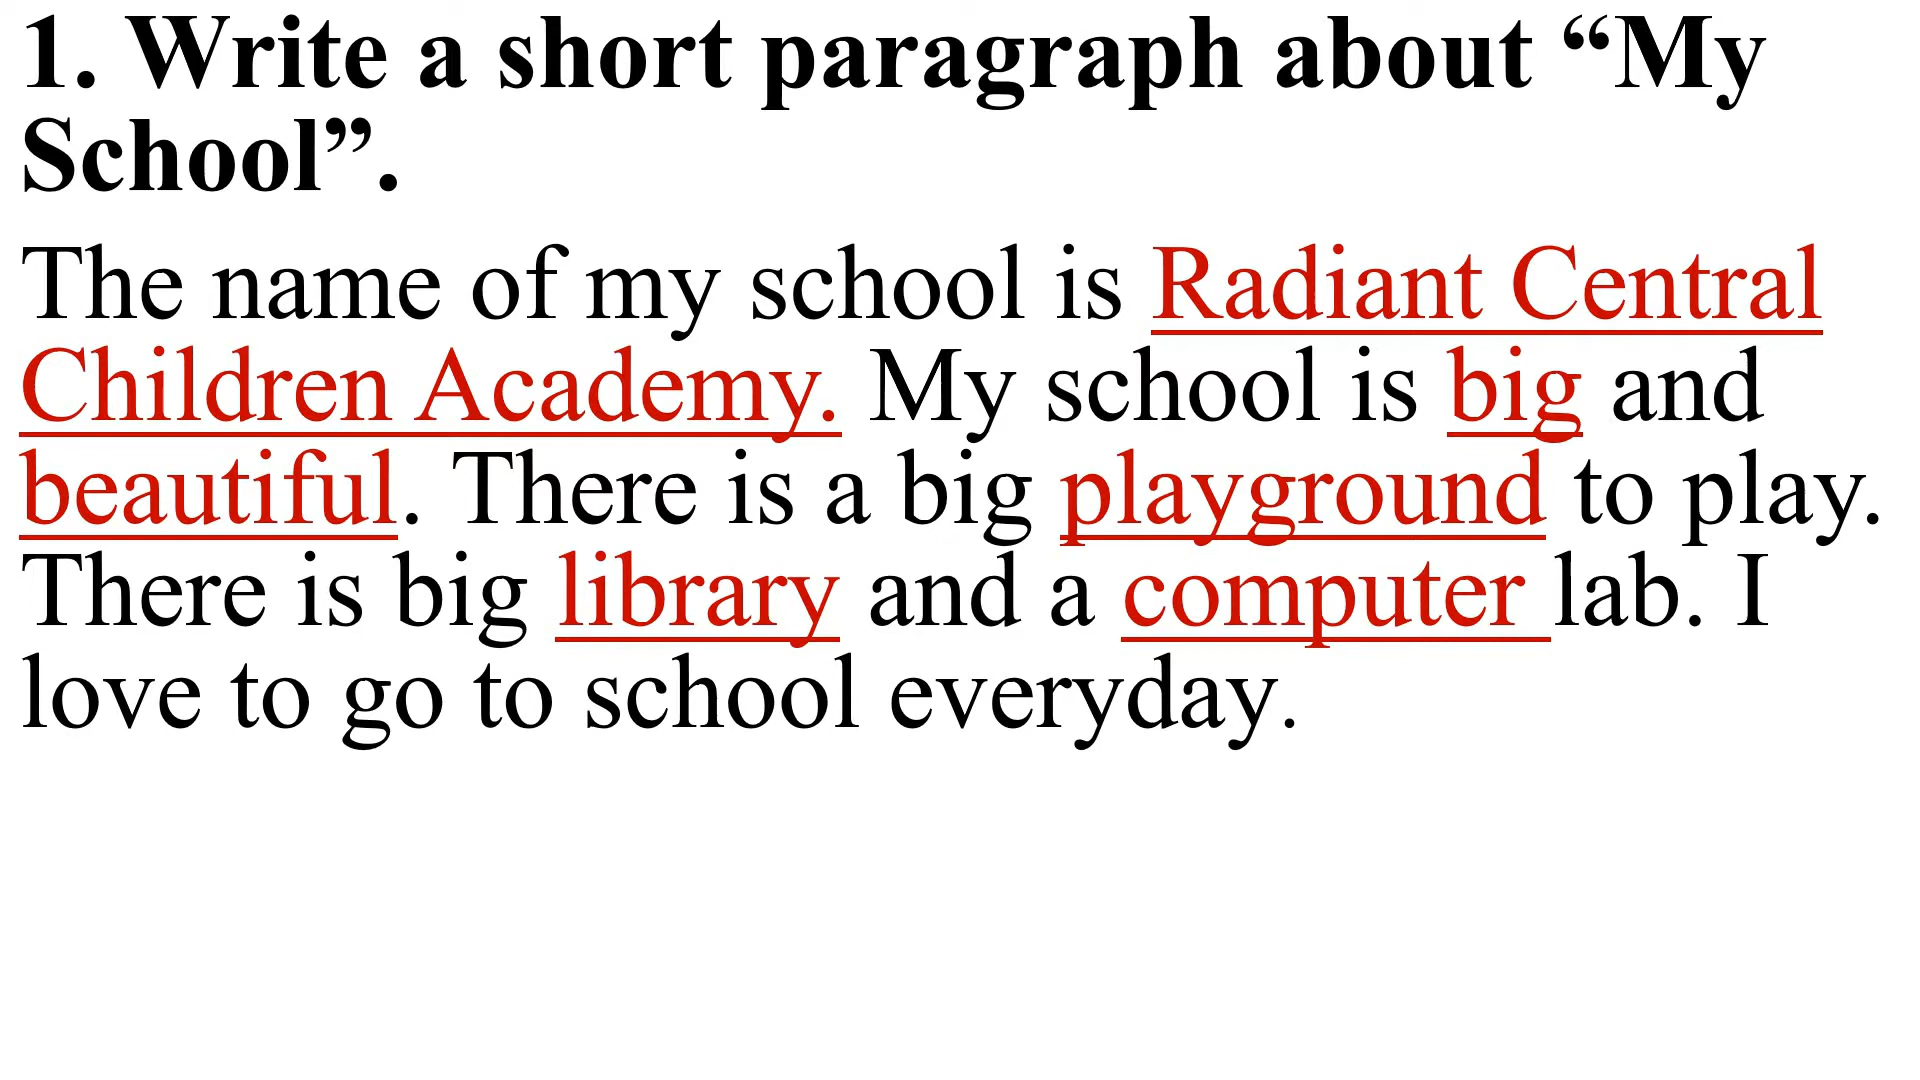 1. Write a short paragraph about “My
School”.
The name of my school is Radiant Central
Children Academy. My school is big and
beautiful. There is a big playground to play.
There is big library and a computer lab. I
love to go to school everyday.